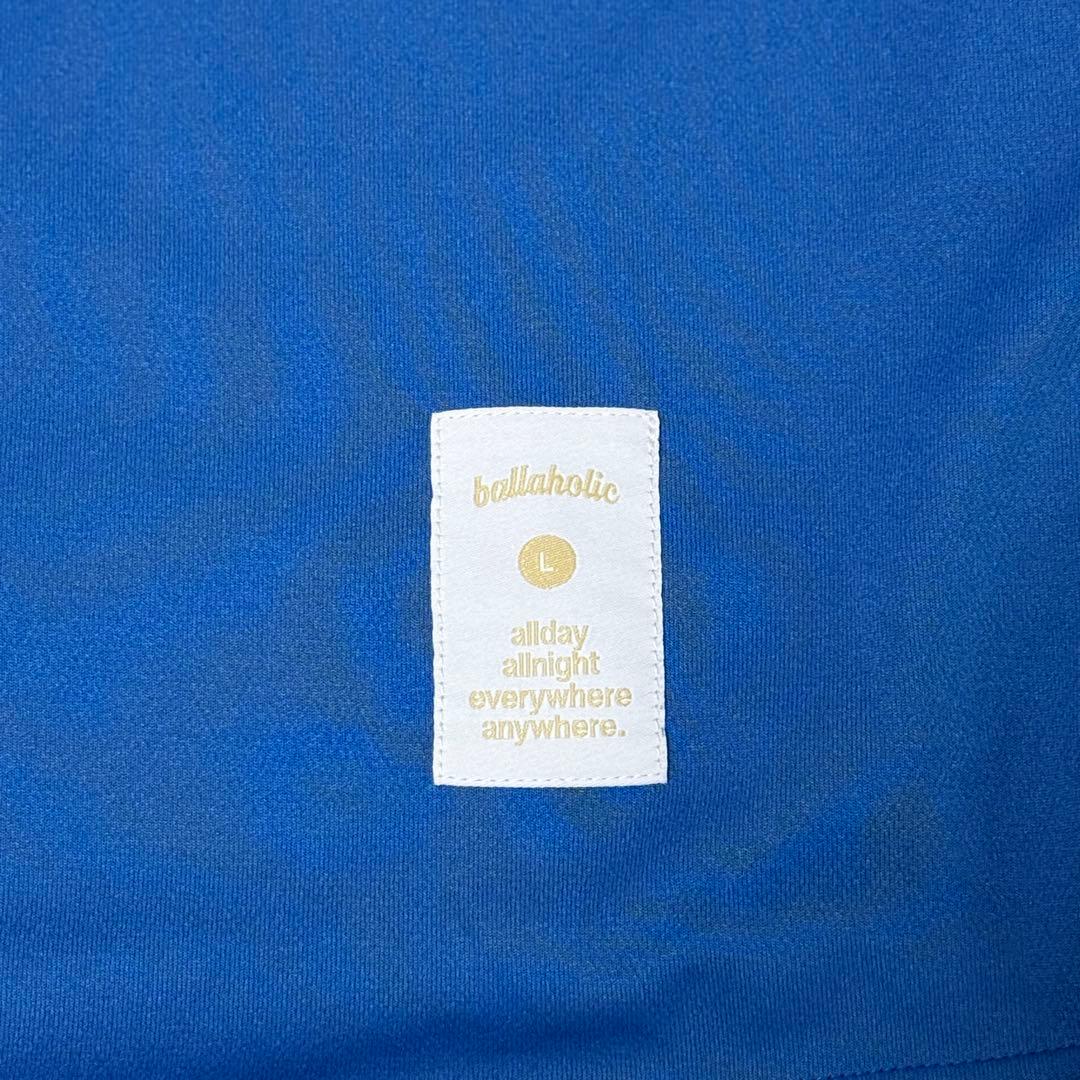 ballaholic
L
allday
allnight
everywhere
anywhere.